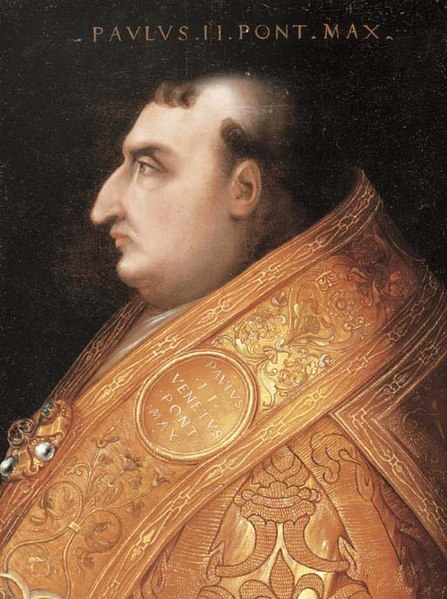 PAVLVS.II.PONT.MAX.
PAVLVS
.II.
VENETVS
PONT
MAX